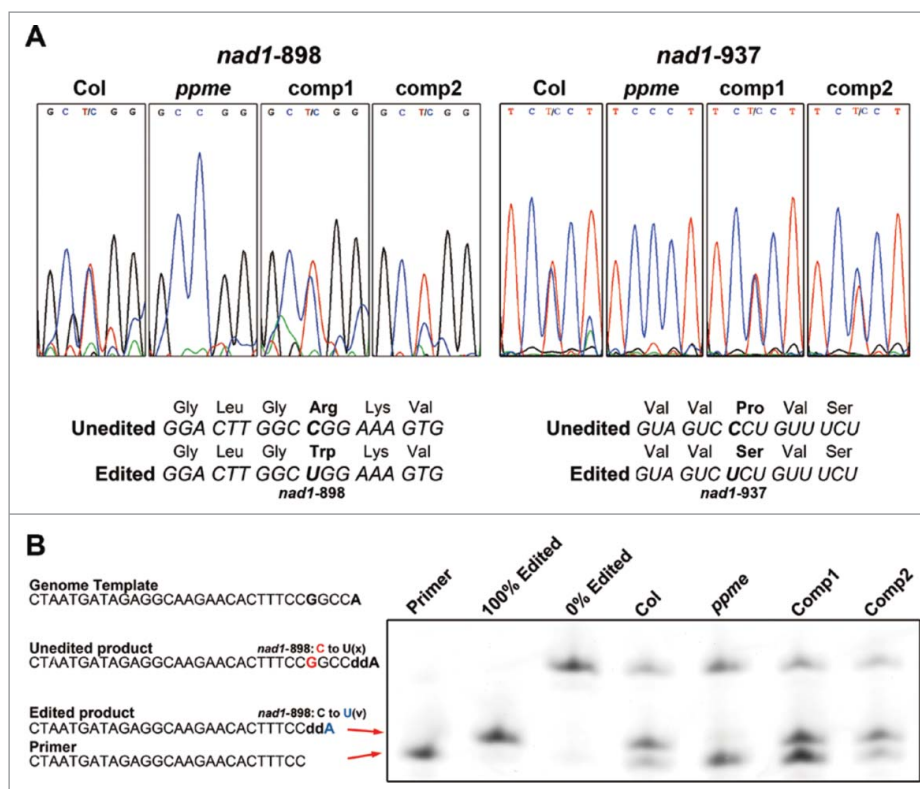 A
nad1-898
nad1-937
Col ppme comp1 comp2
Col ppme comp1 comp2
G C T/C G G
G C C G G
G C T/C G G
G C T/C G G
T C T/C C T
T C C C T
T C T/C C T
T C T/C C T
Gly Leu Gly Arg Lys Val
Unedited GGA CTT GGC CGG AAA GTG
Gly Leu Gly Trp Lys Val
Edited GGA CTT GGC UGG AAA GTG
nad1-898
Val Val Pro Val Ser
Unedited GUA GUC CCU GUU UCU
Val Val Ser Val Ser
Edited GUA GUC UCU GUU UCU
nad1-937
B
Genome Template
CTAATGATAGAGGCAAGAACACTTTCCGGCCA
Unedited product nad1-898: C to U(x)
CTAATGATAGAGGCAAGAACACTTTCCGGCCddA
Edited product nad1-898: C to U(v)
CTAATGATAGAGGCAAGAACACTTTCCddA
Primer
CTAATGATAGAGGCAAGAACACTTTCC
Primer
100% Edited
0% Edited
Col
ppme
Comp1
Comp2